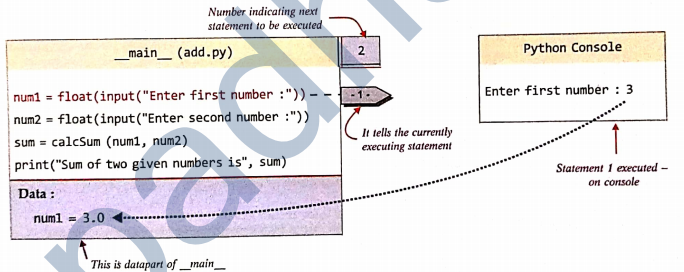 Number indicating next
statement to be executed
__main__ (add.py)
2
num1 = float(input("Enter first number :"))
-1-
num2 = float(input("Enter second number :"))
sum = calcSum (num1, num2)
print("Sum of two given numbers is", sum)
It tells the currently
executing statement
Data :
num1 = 3.0
This is datapart of __main__
Python Console
Enter first number : 3
Statement 1 executed –
on console